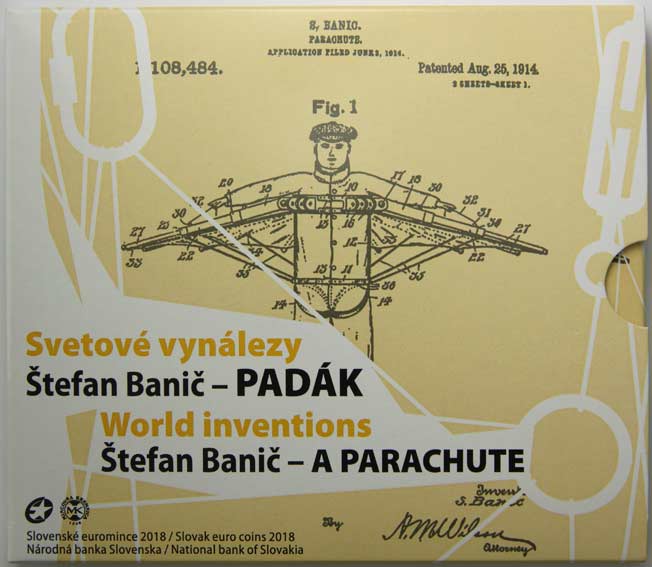 S. BANIC.
PARACHUTE.
APPLICATION FILED JUNE 3, 1914.
1,108,484.
Patented Aug. 25, 1914.
2 SHEETS—SHEET 1.
Fig. 1
Svetové vynálezy
Štefan Banič – PADÁK
World inventions
Štefan Banič – A PARACHUTE
MK
Invent
S. Banic
By
Attorney
Slovenské euromince 2018 / Slovak euro coins 2018
Národná banka Slovenska / National bank of Slovakia